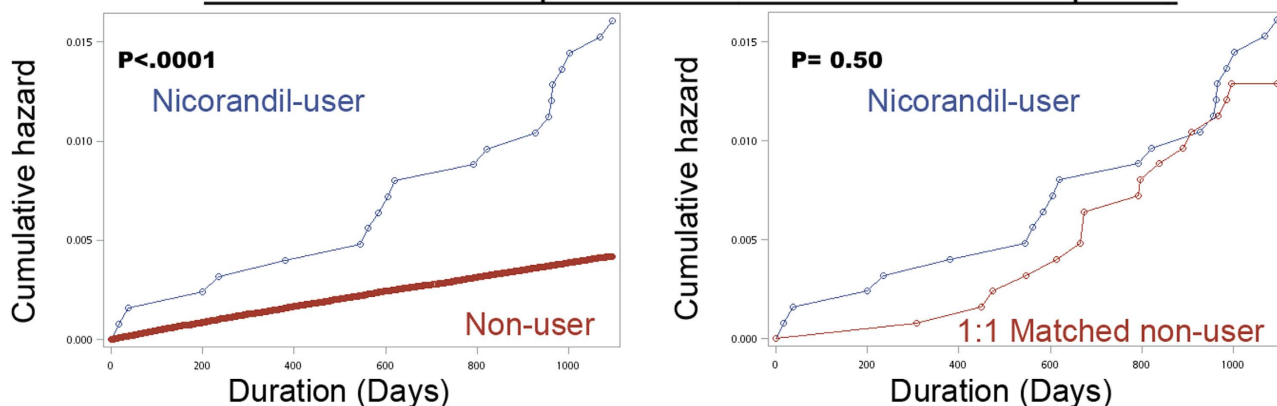 Cumulative hazard
0.015
0.010
0.005
0.000
P<.0001
Nicorandil-user
Non-user
0
200
400
600
800
1000
Duration (Days)
Cumulative hazard
0.015
0.010
0.005
0.000
P= 0.50
Nicorandil-user
1:1 Matched non-user
0
200
400
600
800
1000
Duration (Days)